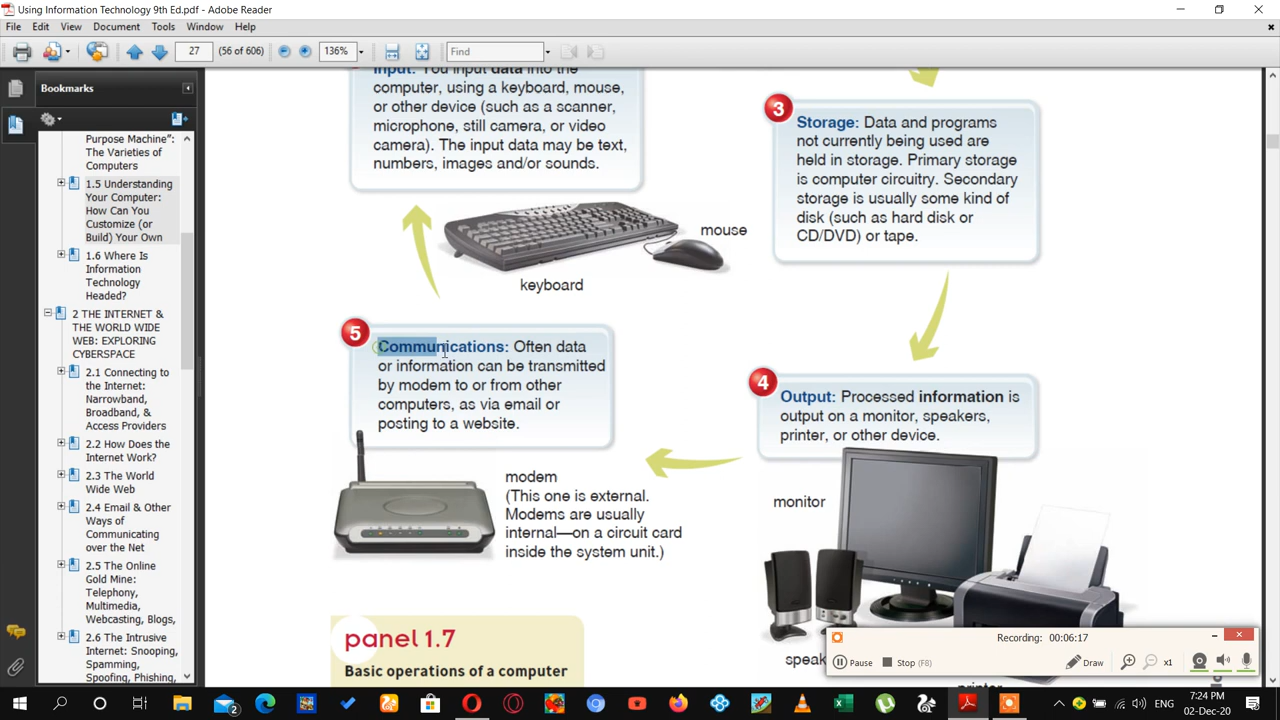 Using Information Technology 9th Ed.pdf - Adobe Reader
File Edit View Document Tools Window Help
27 (56 of 606) 136% Find
Bookmarks
Purpose Machine":
The Varieties of
Computers
1.5 Understanding
Your Computer:
How Can You
Customize (or
Build) Your Own
1.6 Where Is
Information
Technology
Headed?
2 THE INTERNET &
THE WORLD WIDE
WEB: EXPLORING
CYBERSPACE
2.1 Connecting to
the Internet:
Narrowband,
Broadband, &
Access Providers
2.2 How Does the
Internet Work?
2.3 The World
Wide Web
2.4 Email & Other
Ways of
Communicating
over the Net
2.5 The Online
Gold Mine:
Telephony,
Multimedia,
Webcasting, Blogs,
2.6 The Intrusive
Internet: Snooping,
Spamming,
Spoofing, Phishing,
Input: You input data into the
computer, using a keyboard, mouse,
or other device (such as a scanner,
microphone, still camera, or video
camera). The input data may be text,
numbers, images and/or sounds.
mouse
keyboard
3
Storage: Data and programs
not currently being used are
held in storage. Primary storage
is computer circuitry. Secondary
storage is usually some kind of
disk (such as hard disk or
CD/DVD) or tape.
5
Communications: Often data
or information can be transmitted
by modem to or from other
computers, as via email or
posting to a website.
4
Output: Processed information is
output on a monitor, speakers,
printer, or other device.
modem
(This one is external.
Modems are usually
internal—on a circuit card
inside the system unit.)
monitor
panel 1.7
Basic operations of a computer
Recording: 00:06:17
Pause Stop (F8) Draw x1
2
7:24 PM
02-Dec-20